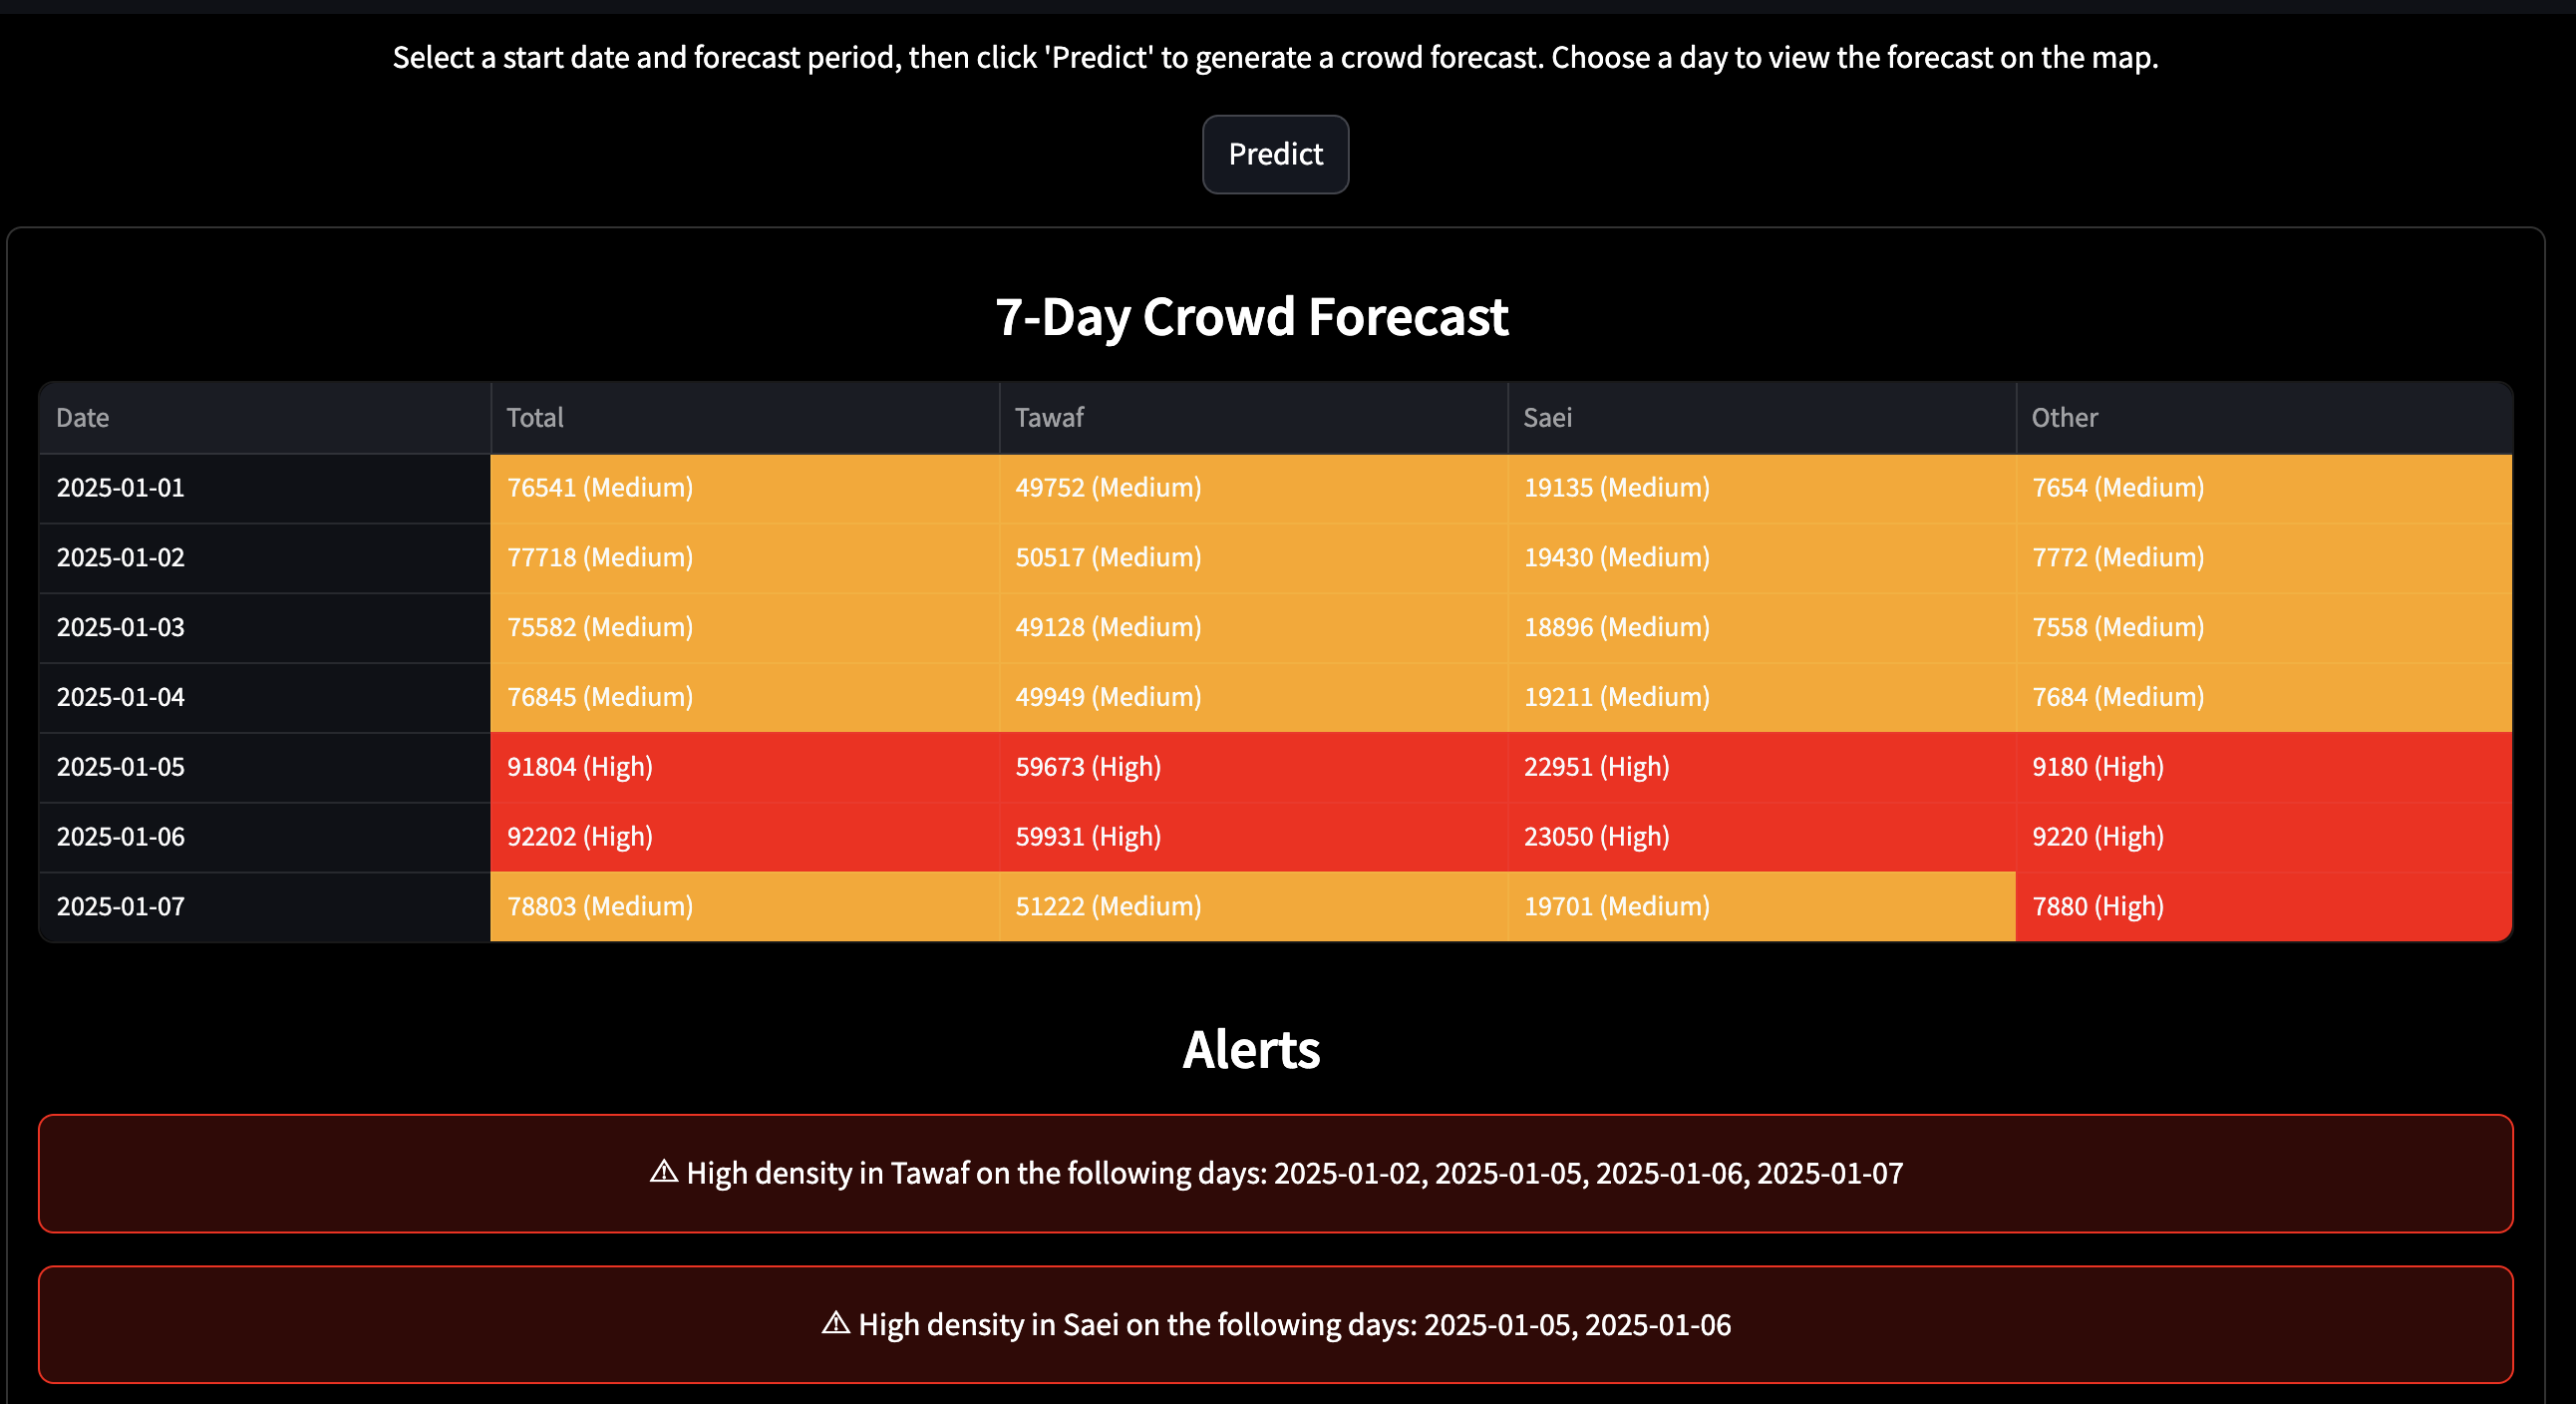 Select a start date and forecast period, then click 'Predict' to generate a crowd forecast. Choose a day to view the forecast on the map.
Predict
7-Day Crowd Forecast
Date Total Tawaf Saei Other
2025-01-01 76541 (Medium) 49752 (Medium) 19135 (Medium) 7654 (Medium)
2025-01-02 77718 (Medium) 50517 (Medium) 19430 (Medium) 7772 (Medium)
2025-01-03 75582 (Medium) 49128 (Medium) 18896 (Medium) 7558 (Medium)
2025-01-04 76845 (Medium) 49949 (Medium) 19211 (Medium) 7684 (Medium)
2025-01-05 91804 (High) 59673 (High) 22951 (High) 9180 (High)
2025-01-06 92202 (High) 59931 (High) 23050 (High) 9220 (High)
2025-01-07 78803 (Medium) 51222 (Medium) 19701 (Medium) 7880 (High)
Alerts
⚠ High density in Tawaf on the following days: 2025-01-02, 2025-01-05, 2025-01-06, 2025-01-07
⚠ High density in Saei on the following days: 2025-01-05, 2025-01-06